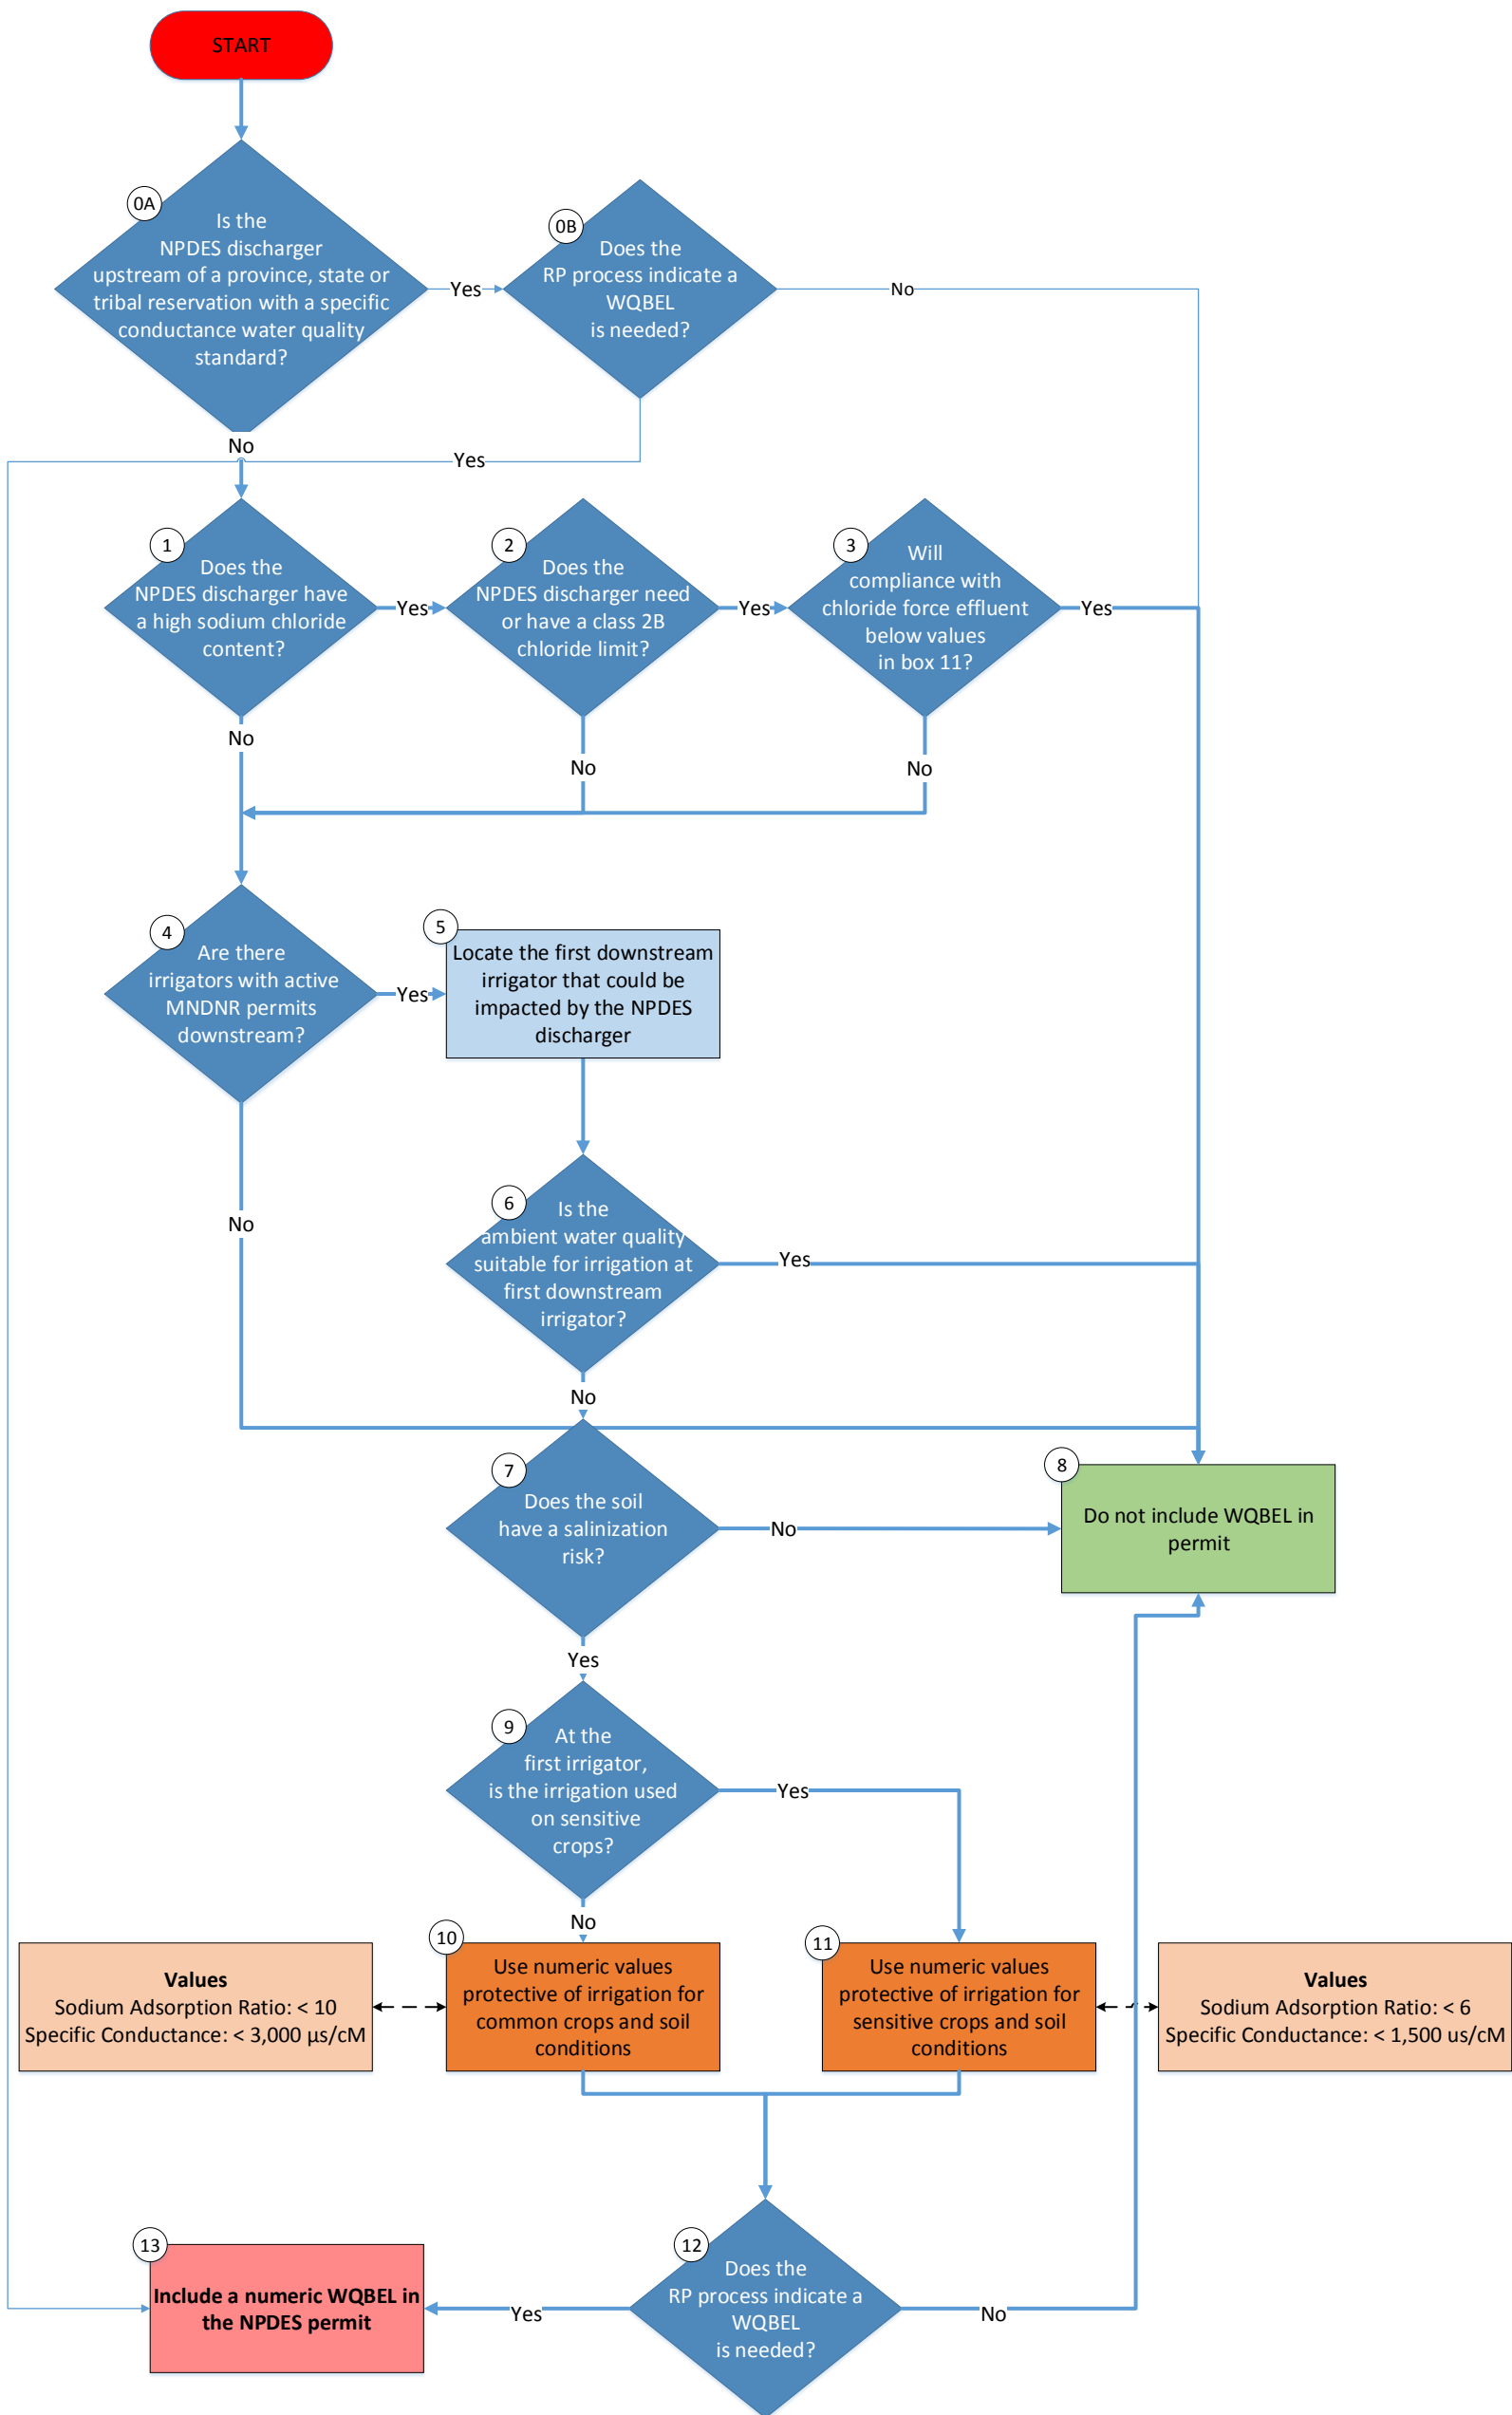 START
0A
Is the
NPDES discharger
upstream of a province, state or
tribal reservation with a specific
conductance water quality
standard?
Yes
0B
Does the
RP process indicate a
WQBEL
is needed?
No
No
Yes
1
Does the
NPDES discharger have
a high sodium chloride
content?
Yes
2
Does the
NPDES discharger need
or have a class 2B
chloride limit?
Yes
3
Will
compliance with
chloride force effluent
below values
in box 11?
Yes
No
No
No
4
Are there
irrigators with active
MNDNR permits
downstream?
Yes
5
Locate the first downstream
irrigator that could be
impacted by the NPDES
discharger
No
6
Is the
ambient water quality
suitable for irrigation at
first downstream
irrigator?
Yes
No
7
Does the soil
have a salinization
risk?
No
8
Do not include WQBEL in
permit
Yes
9
At the
first irrigator,
is the irrigation used
on sensitive
crops?
Yes
No
Values
Sodium Adsorption Ratio: < 10
Specific Conductance: < 3,000 µs/cM
10
Use numeric values
protective of irrigation for
common crops and soil
conditions
11
Use numeric values
protective of irrigation for
sensitive crops and soil
conditions
Values
Sodium Adsorption Ratio: < 6
Specific Conductance: < 1,500 us/cM
13
Include a numeric WQBEL in
the NPDES permit
Yes
12
Does the
RP process indicate a
WQBEL
is needed?
No